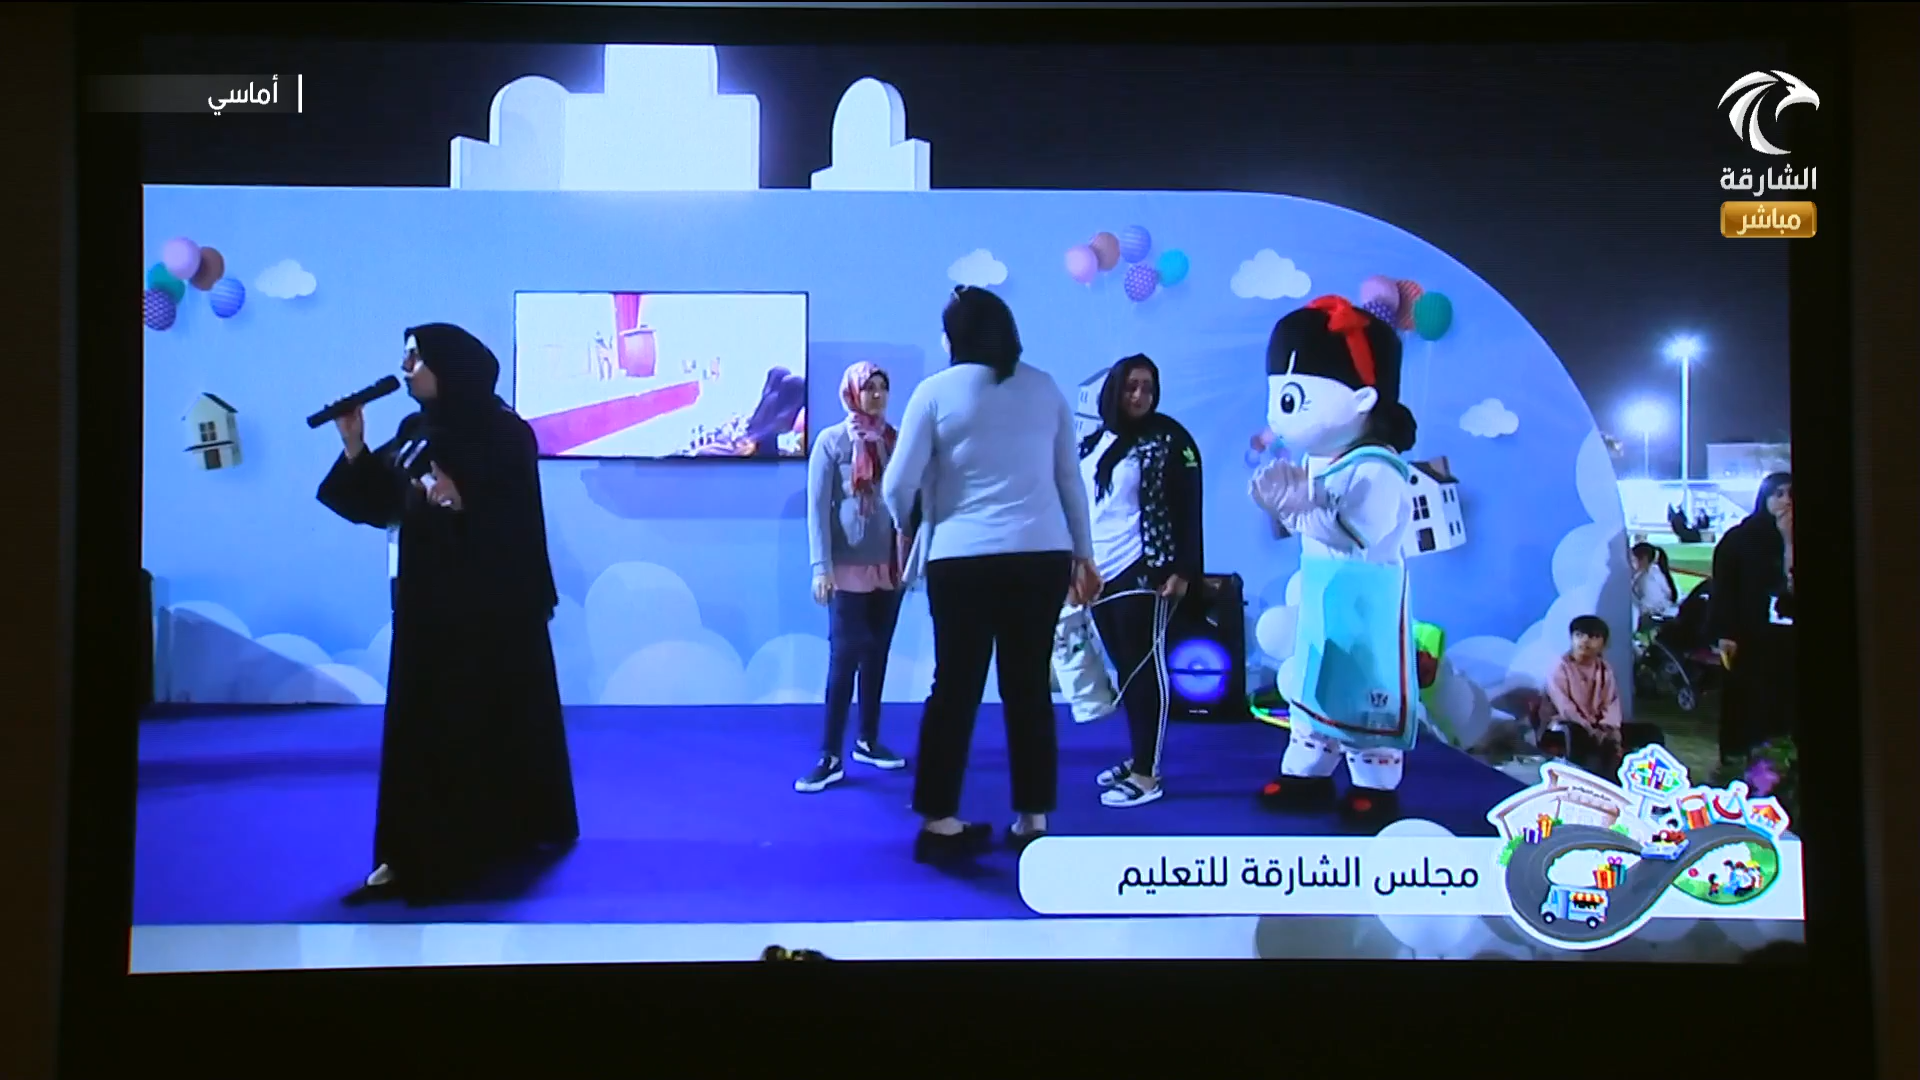 أماسي
الشارقة
مباشر
مجلس الشارقة للتعليم